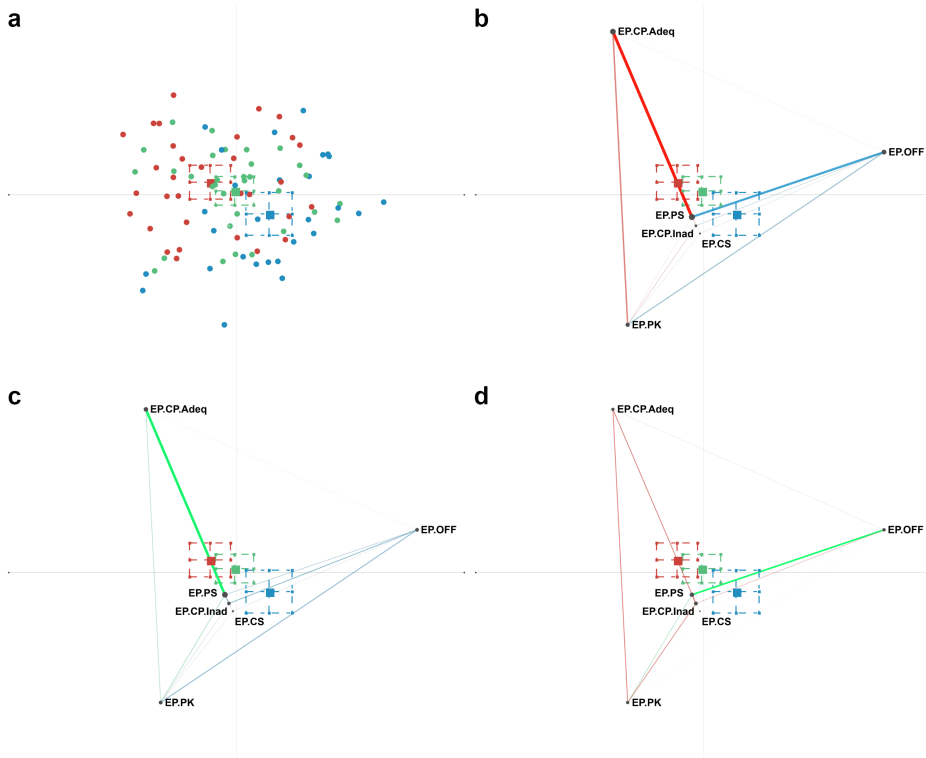 a
b
EP.CP.Adeq
EP.OFF
EP.PS
EP.CP.Inad
EP.CS
EP.PK
c
d
EP.CP.Adeq
EP.CP.Adeq
EP.OFF
EP.OFF
EP.PS
EP.PS
EP.CP.Inad
EP.CP.Inad
EP.CS
EP.CS
EP.PK
EP.PK